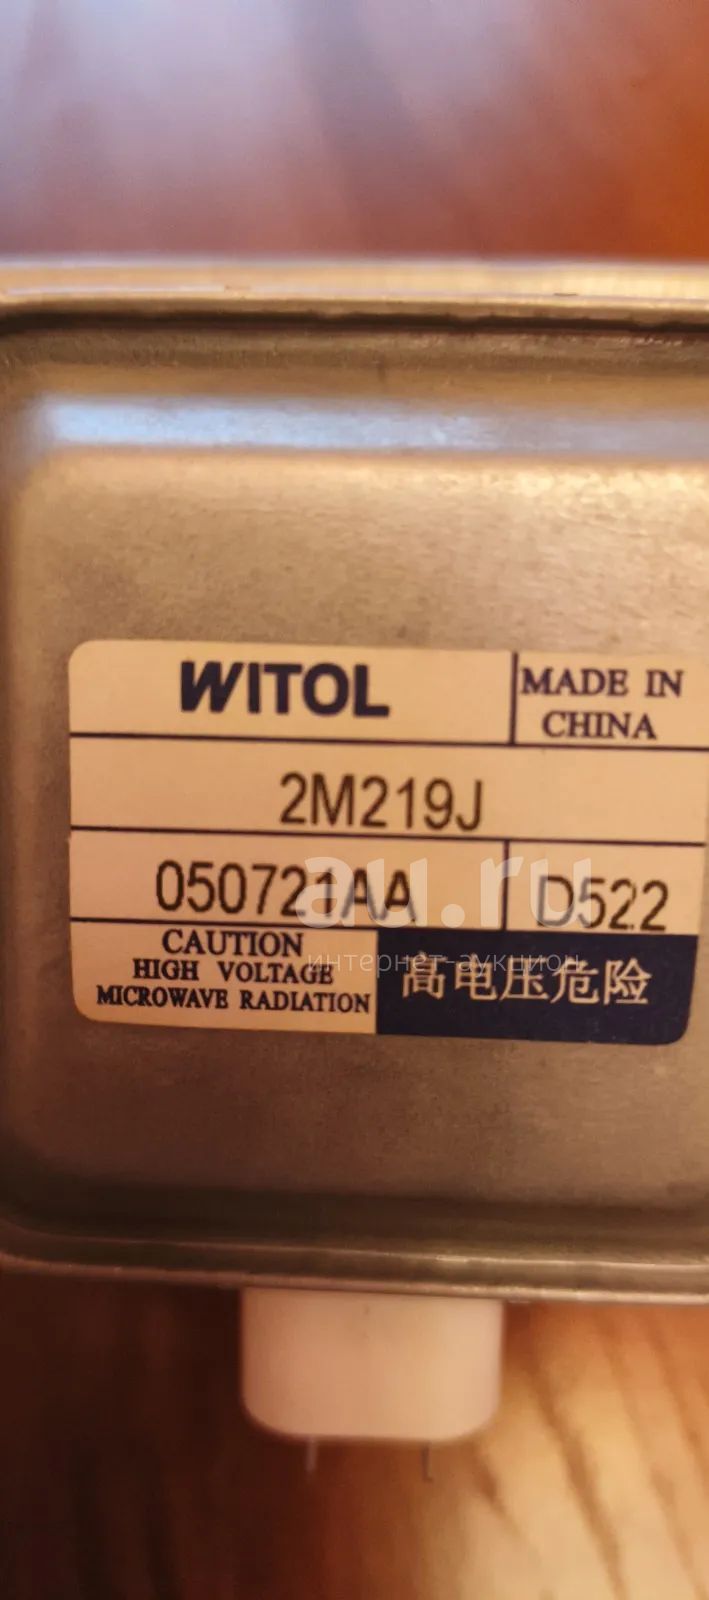 WITOL
MADE IN
CHINA
2M219J
050721AA
D522
CAUTION
HIGH VOLTAGE
MICROWAVE RADIATION
高电压危险
au.ru
интернет-аукцион